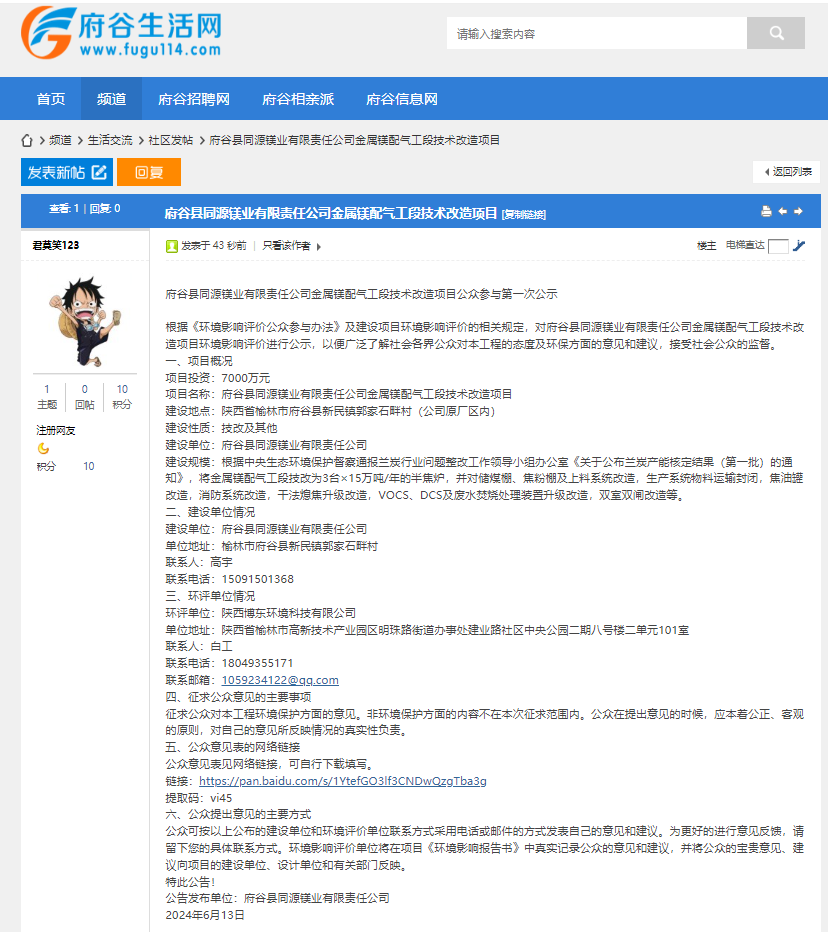 府谷生活网
www.fugu114.com
请输入搜索内容
首页 频道 府谷招聘网 府谷相亲派 府谷信息网
频道 生活交流 社区发帖 府谷县同源镁业有限责任公司金属镁配气工段技术改造项目
发表新帖 回复 返回列表
查看: 1 | 回复: 0 府谷县同源镁业有限责任公司金属镁配气工段技术改造项目 [复制链接]
君莫笑123
发表于 43 秒前 | 只看该作者 楼主 电梯直达
1 0 10
主题 回帖 积分
注册网友
积分 10
府谷县同源镁业有限责任公司金属镁配气工段技术改造项目公众参与第一次公示
根据《环境影响评价公众参与办法》及建设项目环境影响评价的相关规定，对府谷县同源镁业有限责任公司金属镁配气工段技术改
造项目环境影响评价进行公示，以便广泛了解社会各界公众对本工程的态度及环保方面的意见和建议，接受社会公众的监督。
一、项目概况
项目投资：7000万元
项目名称：府谷县同源镁业有限责任公司金属镁配气工段技术改造项目
建设地点：陕西省榆林市府谷县新民镇郭家石畔村（公司原厂区内）
建设性质：技改及其他
建设单位：府谷县同源镁业有限责任公司
建设规模：根据中央生态环境保护督察通报兰炭行业问题整改工作领导小组办公室《关于公布兰炭产能核定结果（第一批）的通
知》，将金属镁配气工段技改为3台×15万吨/年的半焦炉，并对储煤棚、焦粉棚及上料系统改造，生产系统物料运输封闭，焦油罐
改造，消防系统改造，干法熄焦升级改造，VOCS、DCS及废水焚烧处理装置升级改造，双室双闸改造等。
二、建设单位情况
建设单位：府谷县同源镁业有限责任公司
单位地址：榆林市府谷县新民镇郭家石畔村
联系人：高宇
联系电话：15091501368
三、环评单位情况
环评单位：陕西博东环境科技有限公司
单位地址：陕西省榆林市高新技术产业园区明珠路街道办事处建业路社区中央公园二期八号楼二单元101室
联系人：白工
联系电话：18049355171
联系邮箱：1059234122@qq.com
四、征求公众意见的主要事项
征求公众对本工程环境保护方面的意见。非环境保护方面的内容不在本次征求范围内。公众在提出意见的时候，应本着公正、客观
的原则，对自己的意见所反映情况的真实性负责。
五、公众意见表的网络链接
公众意见表见网络链接，可自行下载填写。
链接：https://pan.baidu.com/s/1YtefGO3lf3CNDwQzgTba3g
提取码：vi45
六、公众提出意见的主要方式
公众可按以上公布的建设单位和环境评价单位联系方式采用电话或邮件的方式发表自己的意见和建议。为更好的进行意见反馈，请
留下您的具体联系方式。环境影响评价单位将在项目《环境影响报告书》中真实记录公众的意见和建议，并将公众的宝贵意见、建
议向项目的建设单位、设计单位和有关部门反映。
特此公告！
公告发布单位：府谷县同源镁业有限责任公司
2024年6月13日